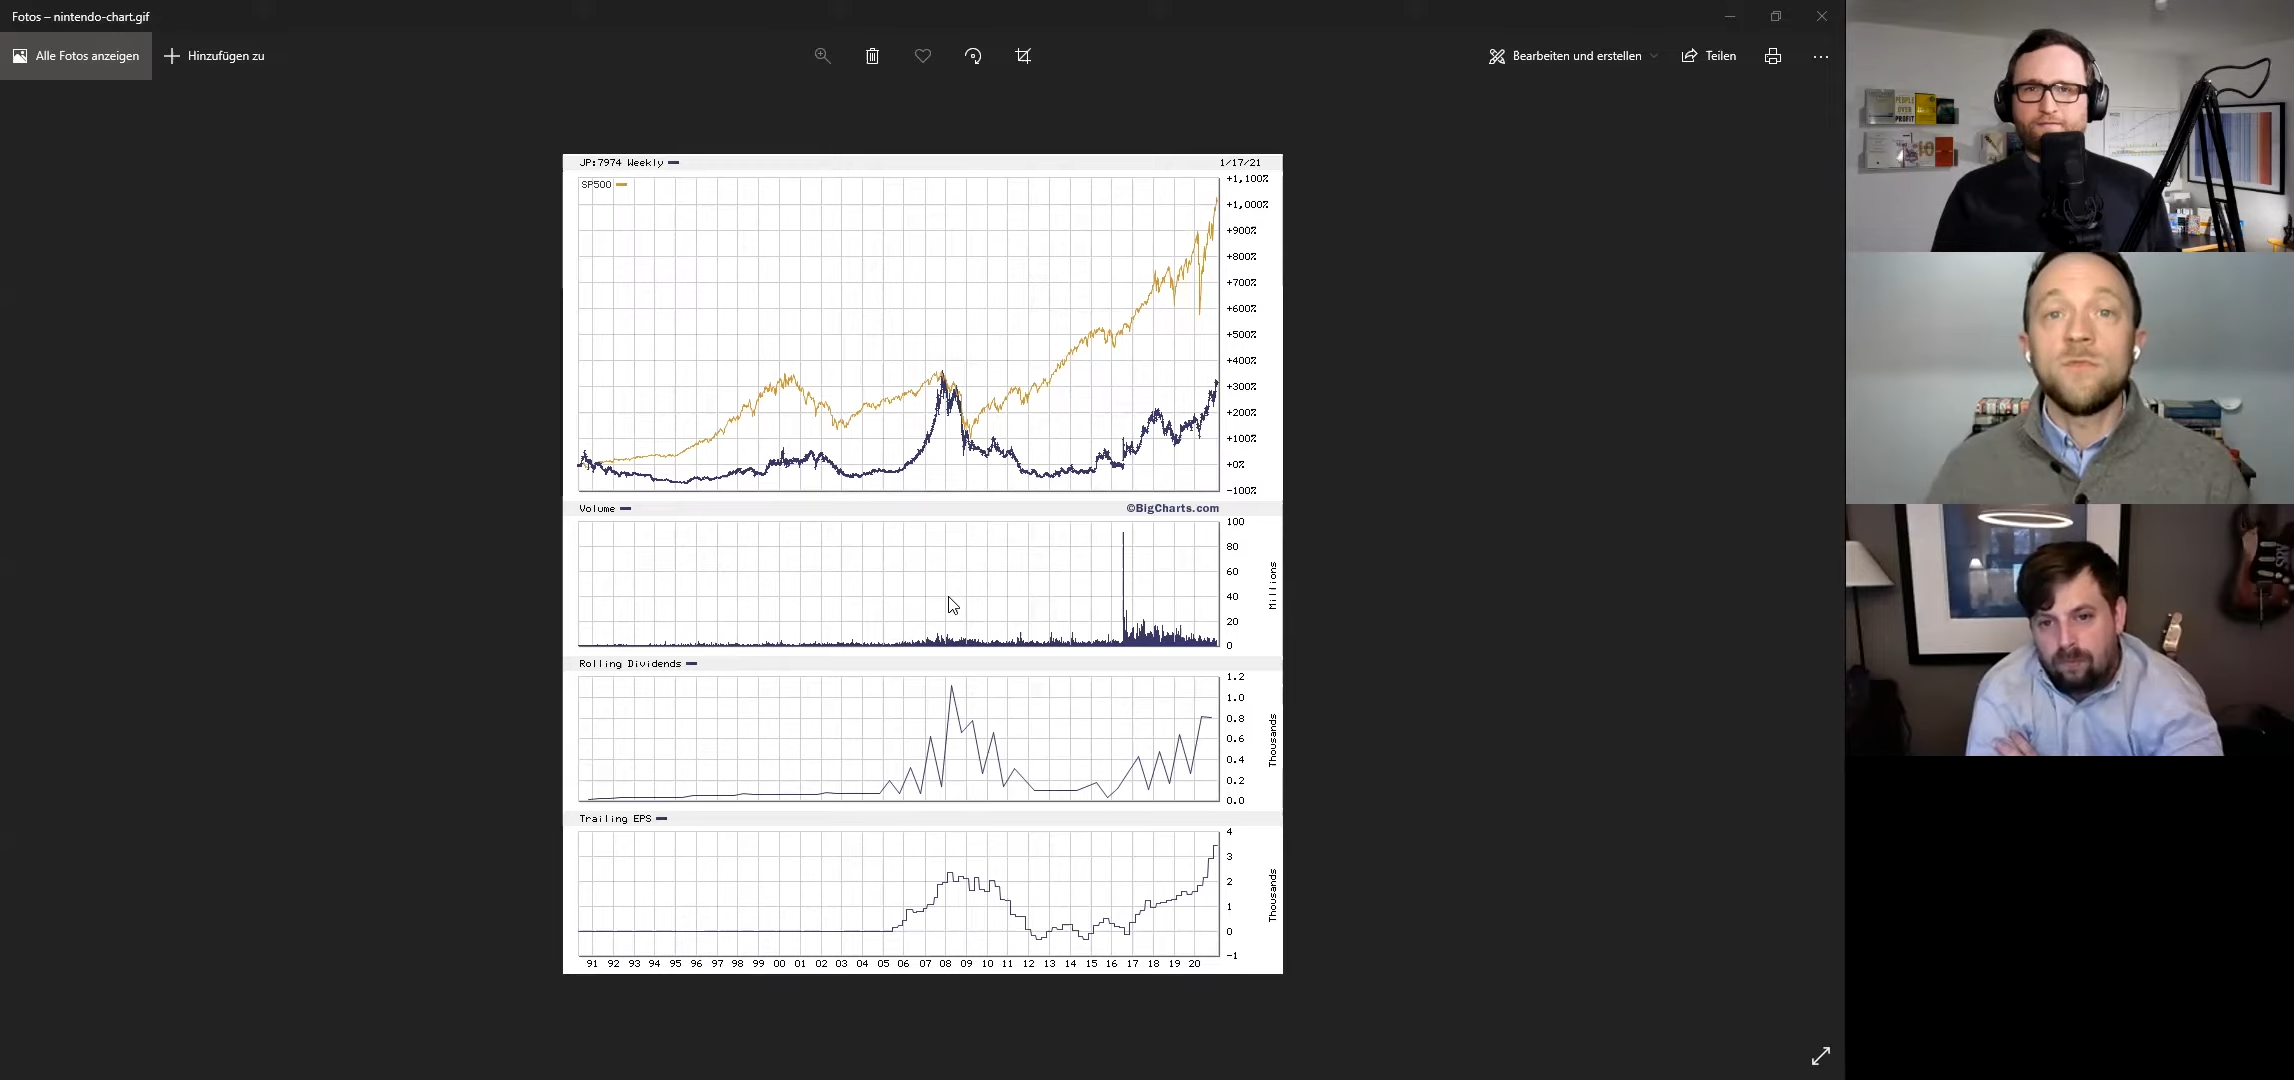 Fotos – nintendo-chart.gif
Alle Fotos anzeigen
Hinzufügen zu
Bearbeiten und erstellen
Teilen
JP:7974 Weekly
1/17/21
SP500
+1,100%
+1,000%
+900%
+800%
+700%
+600%
+500%
+400%
+300%
+200%
+100%
+0%
-100%
Volume
©BigCharts.com
100
80
60
40
20
0
Millions
Rolling Dividends
1.2
1.0
0.8
0.6
0.4
0.2
0.0
Thousands
Trailing EPS
4
3
2
1
0
-1
Thousands
91 92 93 94 95 96 97 98 99 00 01 02 03 04 05 06 07 08 09 10 11 12 13 14 15 16 17 18 19 20
PEOPLE
OVER
PROFIT